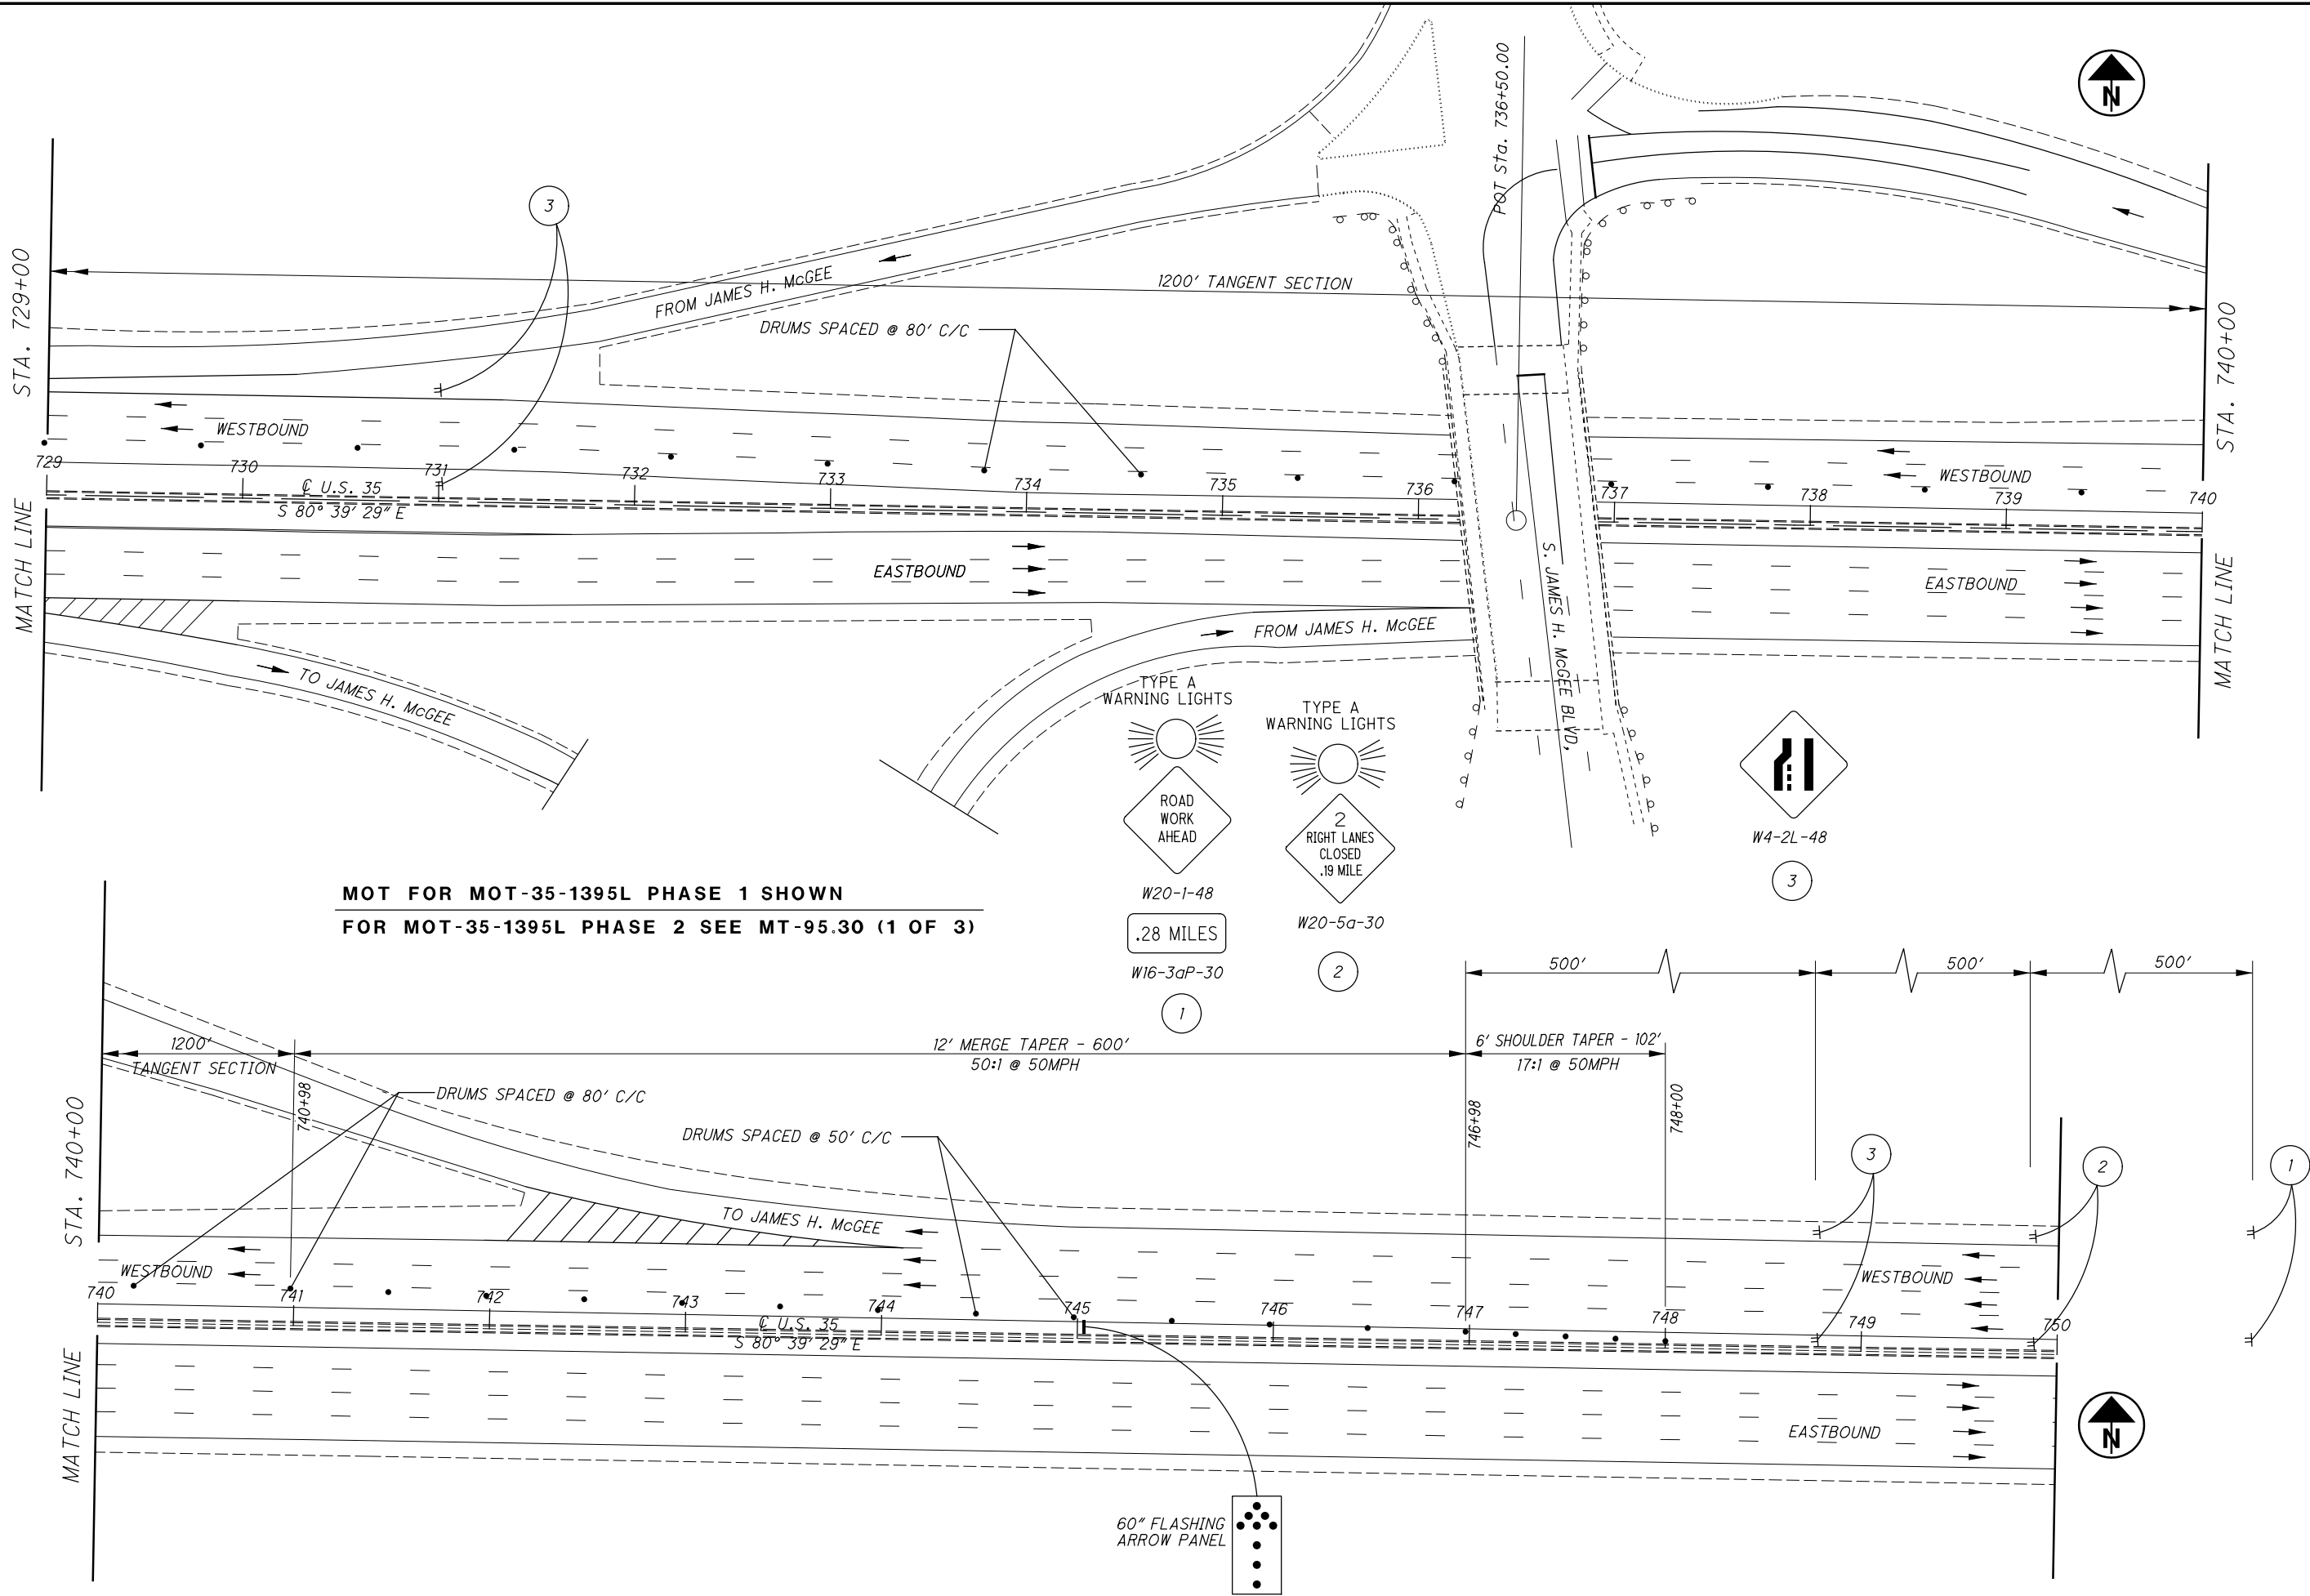 N
POT Sta. 736+50.00
3
STA. 729+00
FROM JAMES H. McGEE
1200' TANGENT SECTION
DRUMS SPACED @ 80' C/C
STA. 740+00
WESTBOUND
WESTBOUND
729
730
731
732
733
734
735
736
737
738
739
740
℄ U.S. 35
S 80° 39' 29" E
EASTBOUND
EASTBOUND
MATCH LINE
MATCH LINE
FROM JAMES H. McGEE
TO JAMES H. McGEE
S. JAMES H. McGEE BLVD,
TYPE A
WARNING LIGHTS
ROAD
WORK
AHEAD
W20-1-48
.28 MILES
W16-3aP-30
1
TYPE A
WARNING LIGHTS
2
RIGHT LANES
CLOSED
.19 MILE
W20-5a-30
2
W4-2L-48
3
MOT FOR MOT-35-1395L PHASE 1 SHOWN
FOR MOT-35-1395L PHASE 2 SEE MT-95.30 (1 OF 3)
500'
500'
500'
1200'
TANGENT SECTION
12' MERGE TAPER - 600'
50:1 @ 50MPH
6' SHOULDER TAPER - 102'
17:1 @ 50MPH
740+98
746+98
748+00
DRUMS SPACED @ 80' C/C
DRUMS SPACED @ 50' C/C
3
2
1
STA. 740+00
TO JAMES H. McGEE
WESTBOUND
WESTBOUND
740
741
742
743
744
745
746
747
748
749
750
℄ U.S. 35
S 80° 39' 29" E
MATCH LINE
EASTBOUND
N
60" FLASHING
ARROW PANEL